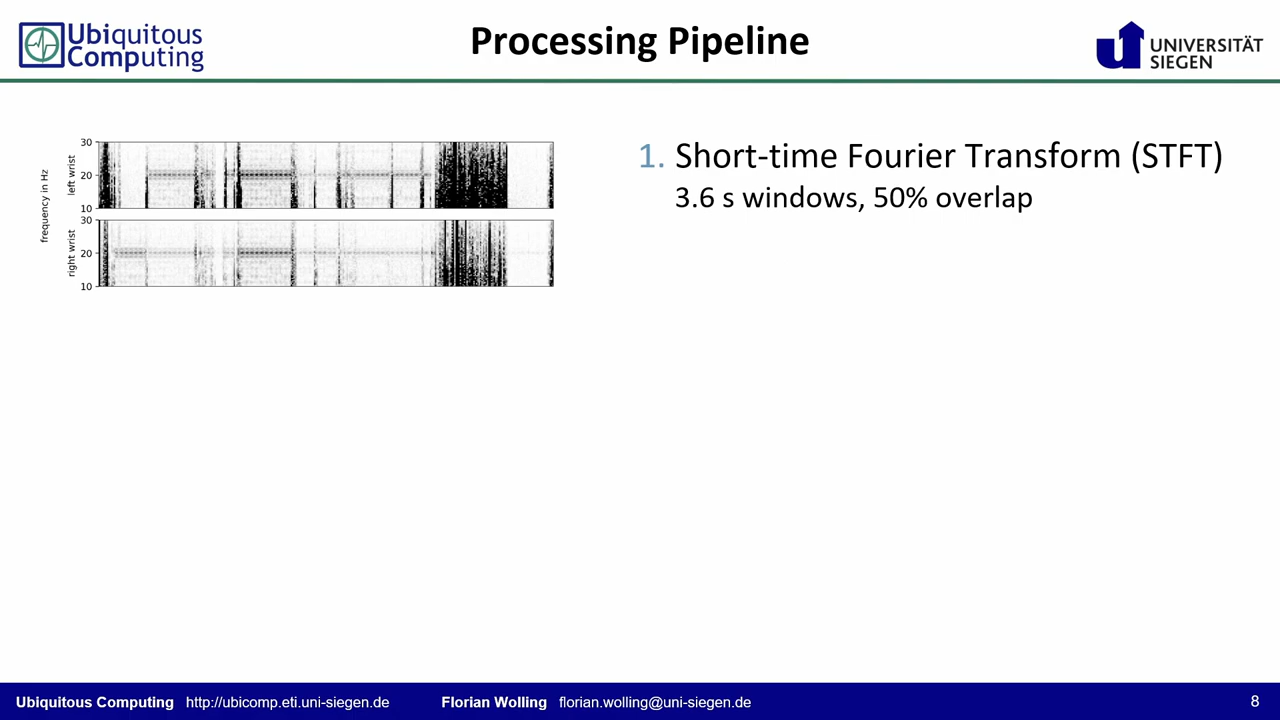 Ubiquitous
Computing
Processing Pipeline
UNIVERSITÄT
SIEGEN
frequency in Hz
left wrist
30
20
10
right wrist
30
20
10
1. Short-time Fourier Transform (STFT)
3.6 s windows, 50% overlap
Ubiquitous Computing http://ubicomp.eti.uni-siegen.de Florian Wolling florian.wolling@uni-siegen.de 8